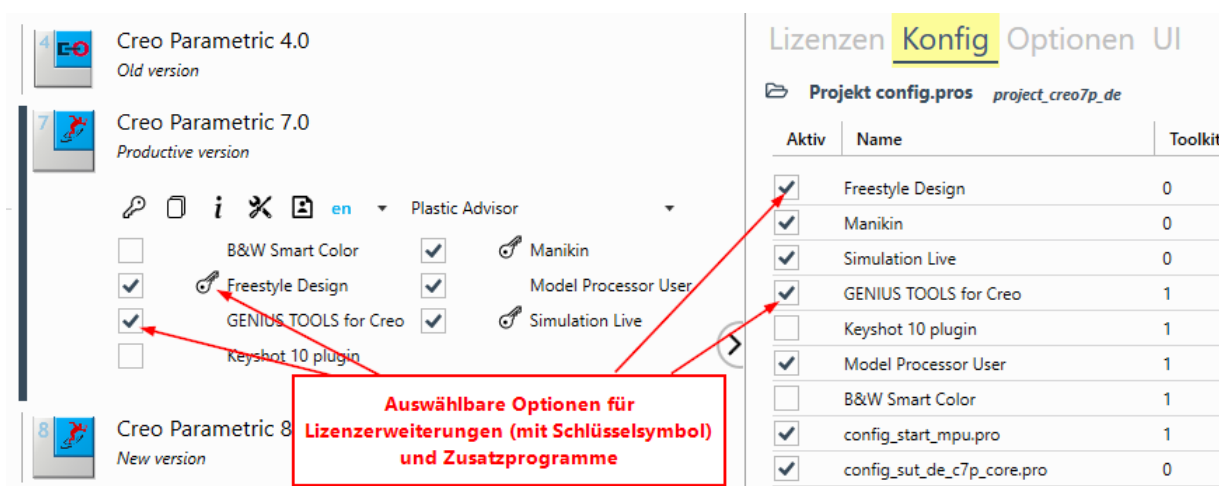 4
Creo Parametric 4.0
Old version
7
Creo Parametric 7.0
Productive version
i
en
Plastic Advisor
B&W Smart Color
Manikin
Freestyle Design
Model Processor User
GENIUS TOOLS for Creo
Simulation Live
Keyshot 10 plugin
8
Creo Parametric 8
New version
Auswählbare Optionen für
Lizenzerweiterungen (mit Schlüsselsymbol)
und Zusatzprogramme
Lizenzen Konfig Optionen UI
Projekt config.pros project_creo7p_de
Aktiv Name Toolkit
Freestyle Design 0
Manikin 0
Simulation Live 0
GENIUS TOOLS for Creo 1
Keyshot 10 plugin 1
Model Processor User 1
B&W Smart Color 1
config_start_mpu.pro 1
config_sut_de_c7p_core.pro 0